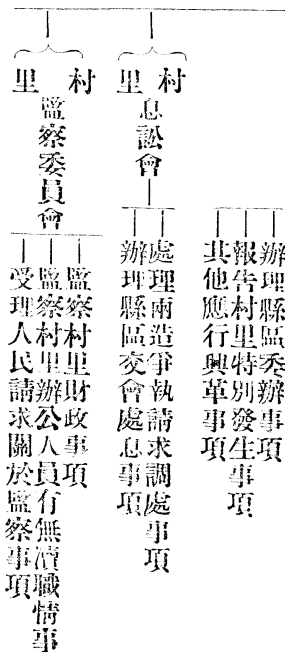 辦理縣區委辦事項
報告村里特別發生事項
其他應行興革事項
村里息訟會
處理兩造爭執請求調處事項
辦理縣區交會處息事項
村里監察委員會
監察村里財政事項
監察村里辦公人員有無瀆職情事
受理人民請求關於監察事項